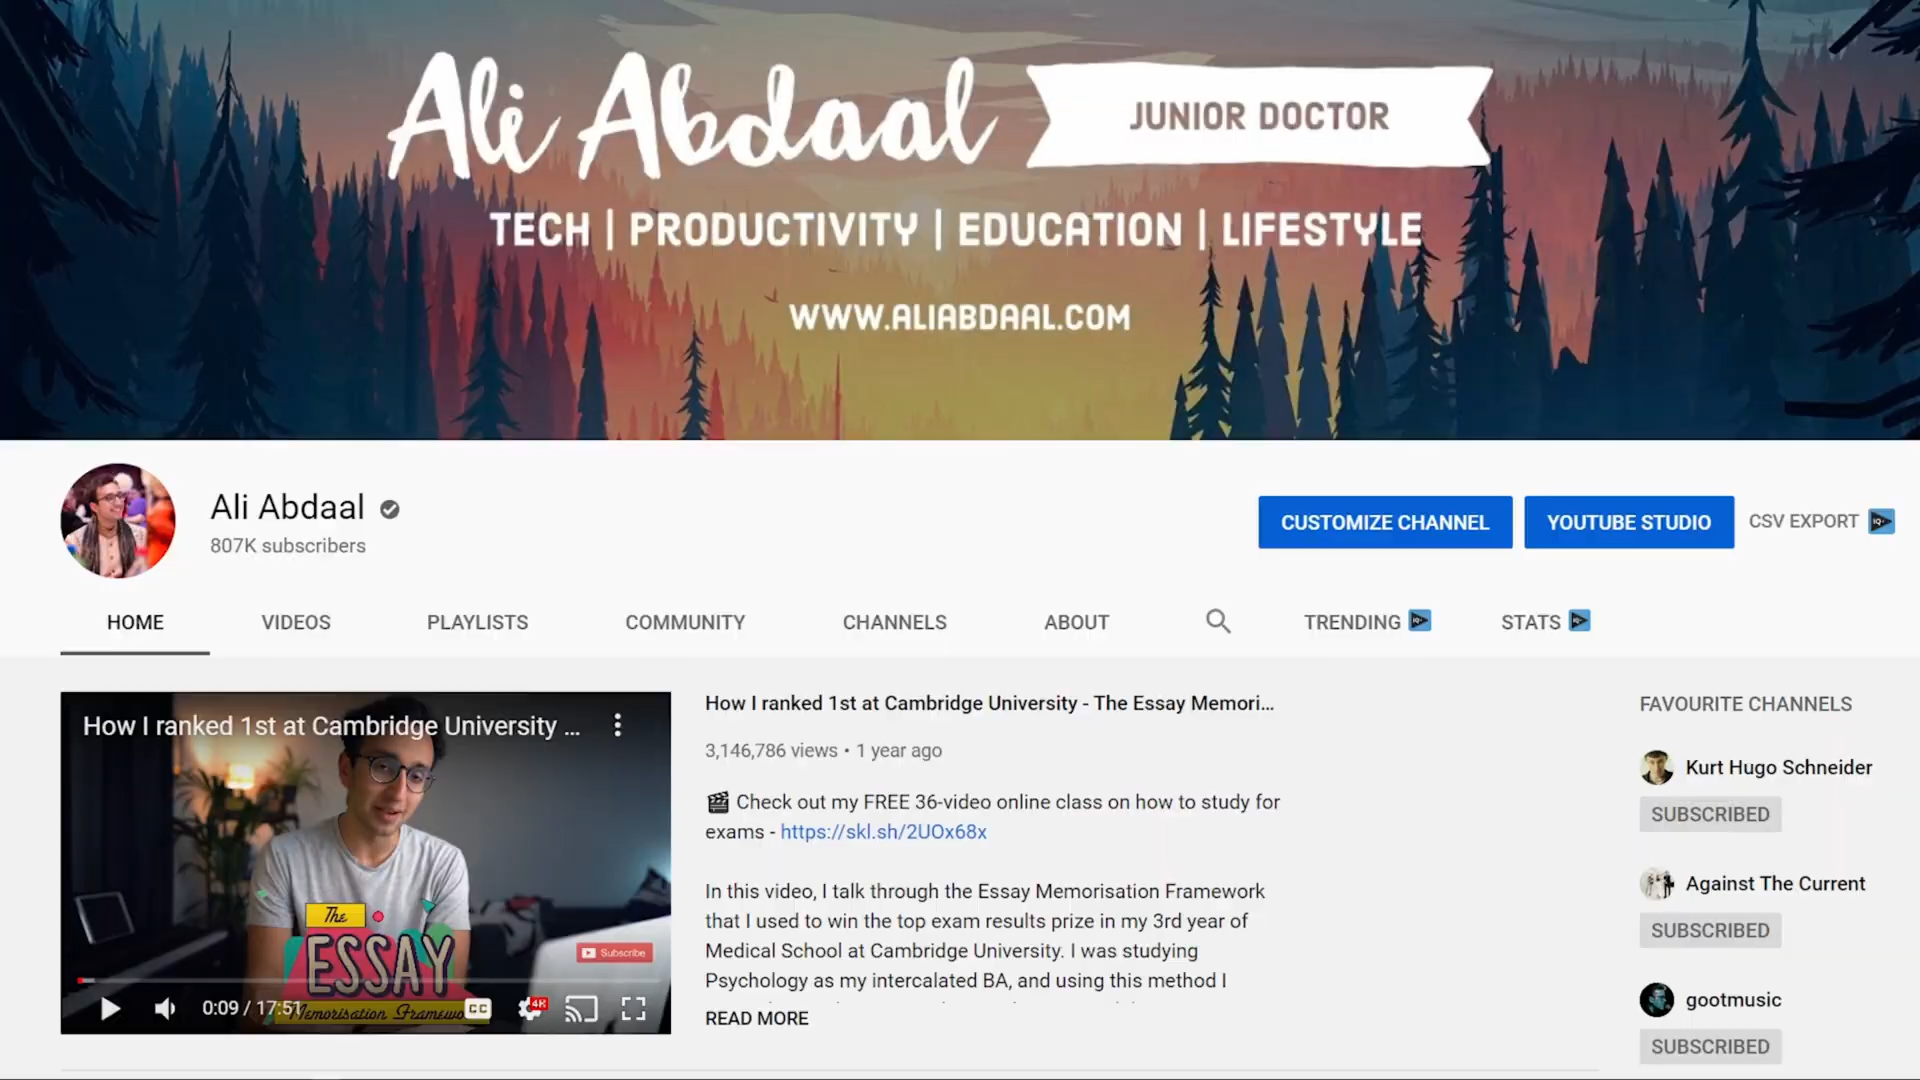 Ali Abdaal
JUNIOR DOCTOR
TECH | PRODUCTIVITY | EDUCATION | LIFESTYLE
WWW.ALIABDAAL.COM
Ali Abdaal
807K subscribers
CUSTOMIZE CHANNEL
YOUTUBE STUDIO
CSV EXPORT
HOME
VIDEOS
PLAYLISTS
COMMUNITY
CHANNELS
ABOUT
TRENDING
STATS
How I ranked 1st at Cambridge University ...
The
ESSAY
Memorisation
Subscribe
0:09 / 17:51
CC
4K
How I ranked 1st at Cambridge University - The Essay Memori...
3,146,786 views • 1 year ago
Check out my FREE 36-video online class on how to study for
exams - https://skl.sh/2UOx68x
In this video, I talk through the Essay Memorisation Framework
that I used to win the top exam results prize in my 3rd year of
Medical School at Cambridge University. I was studying
Psychology as my intercalated BA, and using this method I
READ MORE
FAVOURITE CHANNELS
Kurt Hugo Schneider
SUBSCRIBED
Against The Current
SUBSCRIBED
gootmusic
SUBSCRIBED